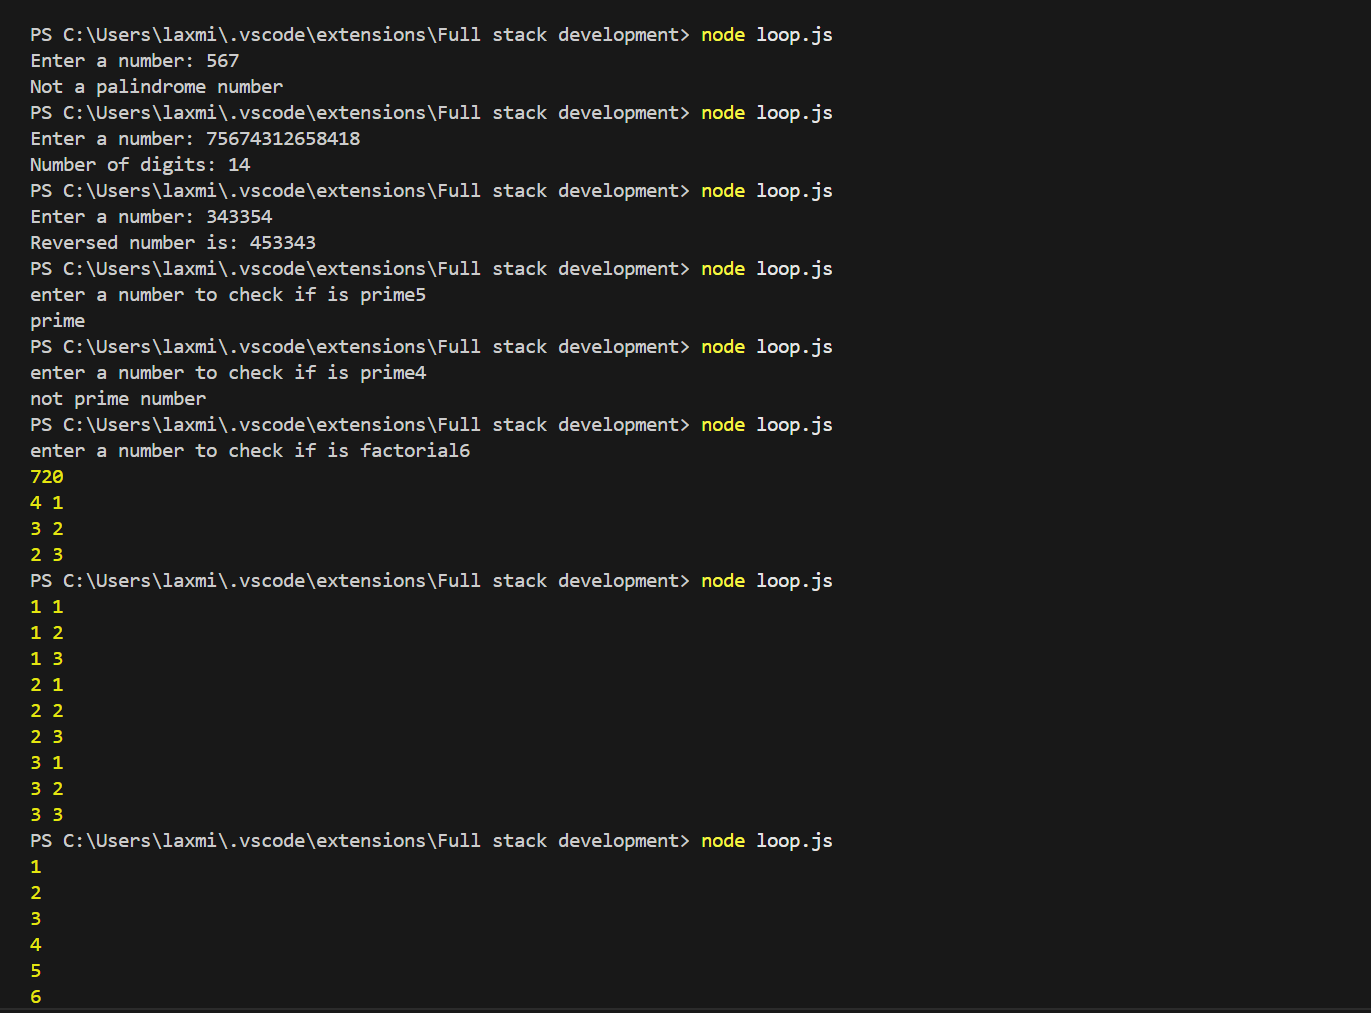 PS C:\Users\laxmi\.vscode\extensions\Full stack development> node loop.js
Enter a number: 567
Not a palindrome number
PS C:\Users\laxmi\.vscode\extensions\Full stack development> node loop.js
Enter a number: 75674312658418
Number of digits: 14
PS C:\Users\laxmi\.vscode\extensions\Full stack development> node loop.js
Enter a number: 343354
Reversed number is: 453343
PS C:\Users\laxmi\.vscode\extensions\Full stack development> node loop.js
enter a number to check if is prime5
prime
PS C:\Users\laxmi\.vscode\extensions\Full stack development> node loop.js
enter a number to check if is prime4
not prime number
PS C:\Users\laxmi\.vscode\extensions\Full stack development> node loop.js
enter a number to check if is factorial6
720
4 1
3 2
2 3
PS C:\Users\laxmi\.vscode\extensions\Full stack development> node loop.js
1 1
1 2
1 3
2 1
2 2
2 3
3 1
3 2
3 3
PS C:\Users\laxmi\.vscode\extensions\Full stack development> node loop.js
1
2
3
4
5
6